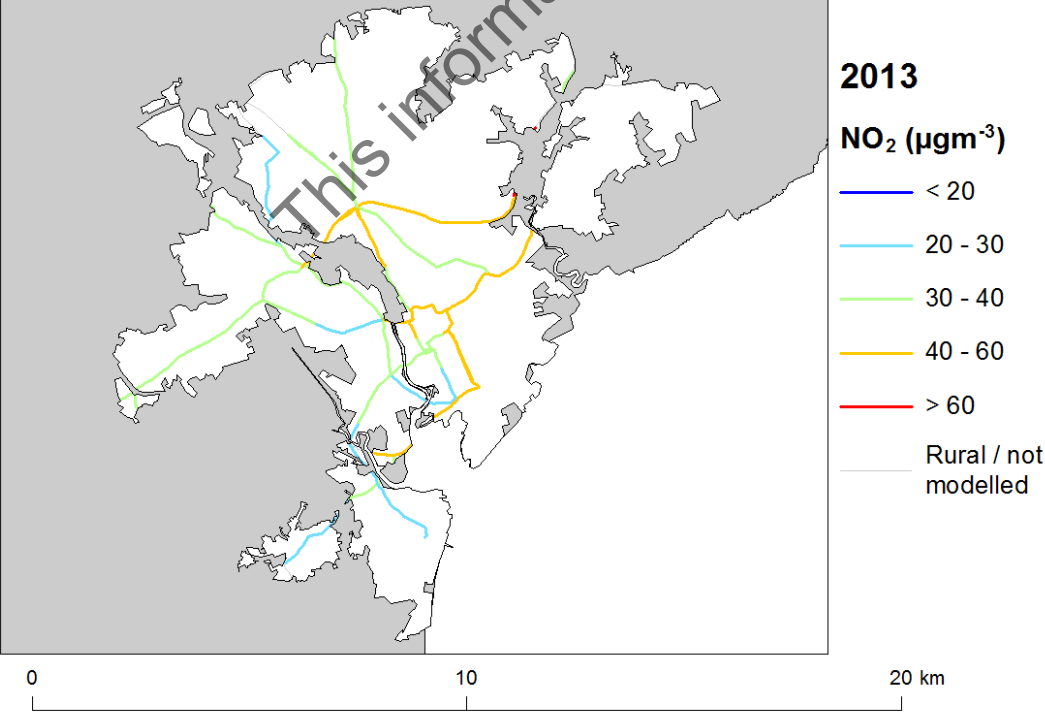 This inform
2013
NO₂ (µgm⁻³)
< 20
20 - 30
30 - 40
40 - 60
> 60
Rural / not
modelled
0 10 20 km